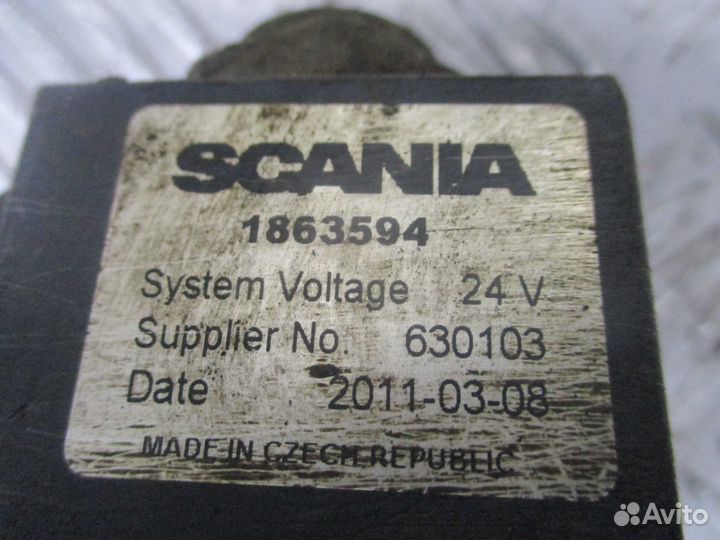 SCANIA
1863594
System Voltage 24 V
Supplier No. 630103
Date 2011-03-08
MADE IN CZECH REPUBLIC
Avito